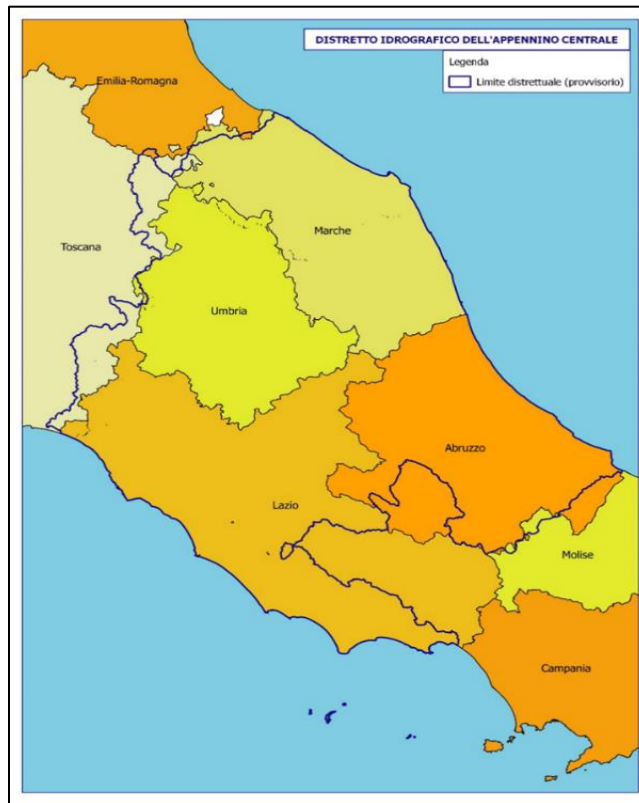 DISTRETTO IDROGRAFICO DELL'APPENNINO CENTRALE
Legenda
Limite distrettuale (provvisorio)
Emilia-Romagna
Toscana
Marche
Umbria
Abruzzo
Lazio
Molise
Campania